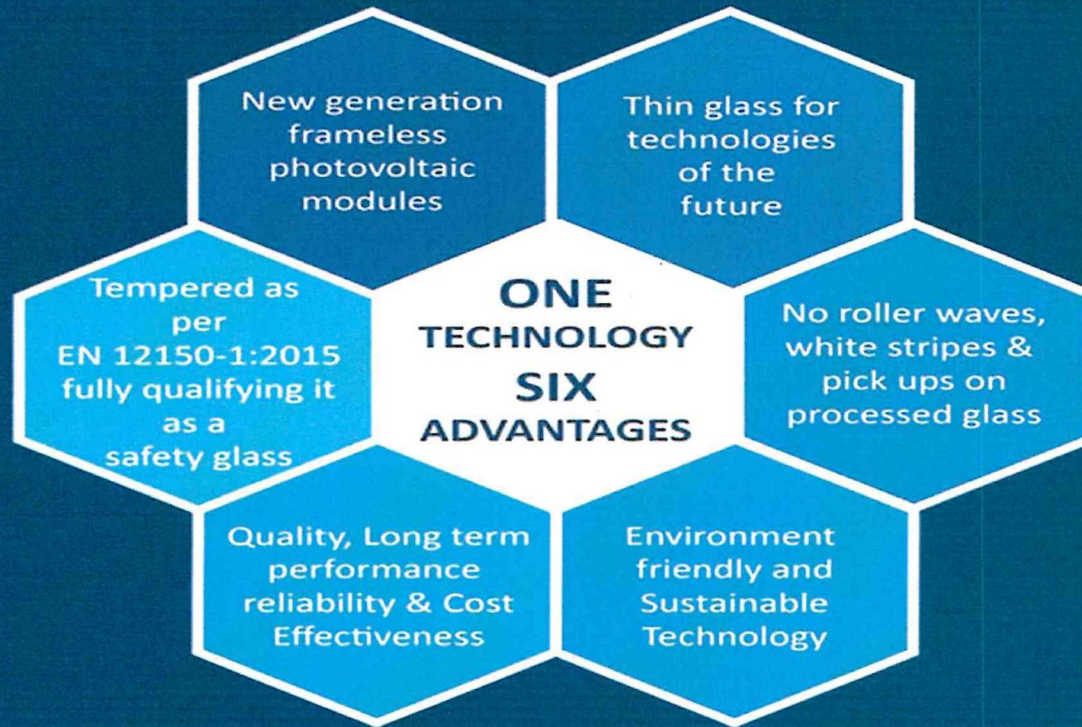 New generation
frameless
photovoltaic
modules
Thin glass for
technologies
of the
future
Tempered as
per
EN 12150-1:2015
fully qualifying it
as a
safety glass
ONE
TECHNOLOGY
SIX
ADVANTAGES
No roller waves,
white stripes &
pick ups on
processed glass
Quality, Long term
performance
reliability & Cost
Effectiveness
Environment
friendly and
Sustainable
Technology